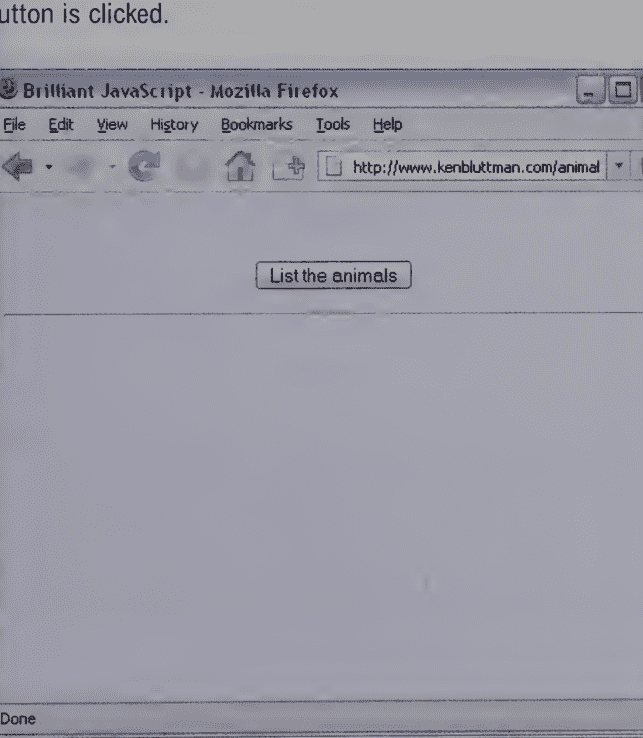 utton is clicked.
Brilliant JavaScript - Mozilla Firefox
File Edit View History Bookmarks Tools Help
http://www.kenbluttman.com/animal
List the animals
Done